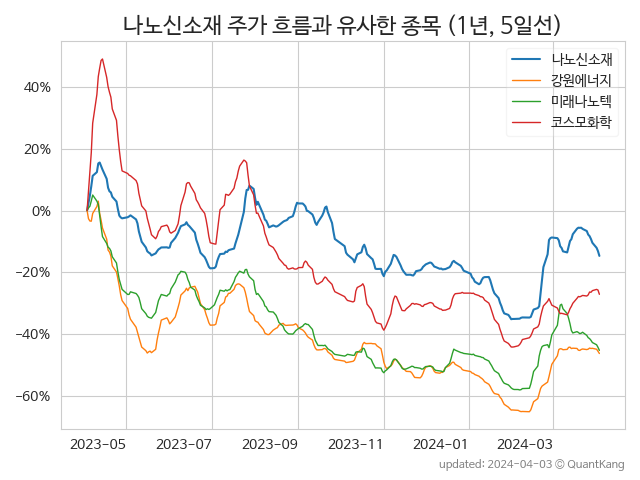 나노신소재 주가 흐름과 유사한 종목 (1년, 5일선)
나노신소재
강원에너지
미래나노텍
코스모화학
40%
20%
0%
−20%
−40%
−60%
2023-05 2023-07 2023-09 2023-11 2024-01 2024-03
updated: 2024-04-03 © QuantKang